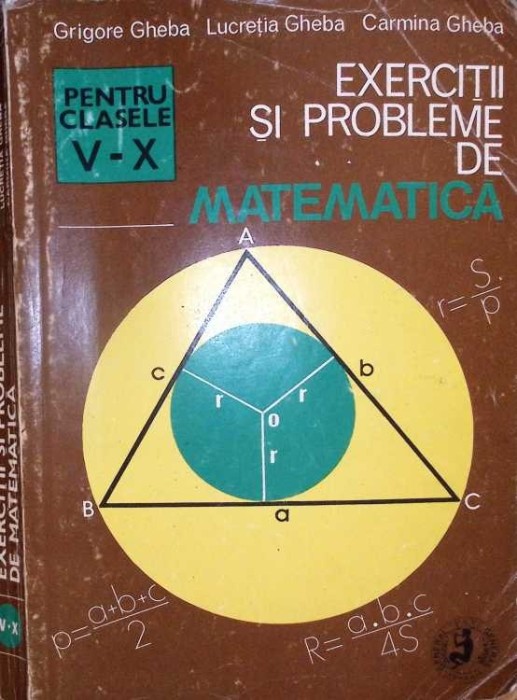 Grigore Gheba Lucreția Gheba Carmina Gheba
PENTRU
CLASELE
V-X
EXERCIȚII
ȘI PROBLEME
DE
MATEMATICĂ
A
r = S/p
c
b
r
r
o
r
B
a
C
p = a+b+c/2
R = a.b.c/4S
EXERCIȚII ȘI PROBLEME
DE MATEMATICĂ
V-X